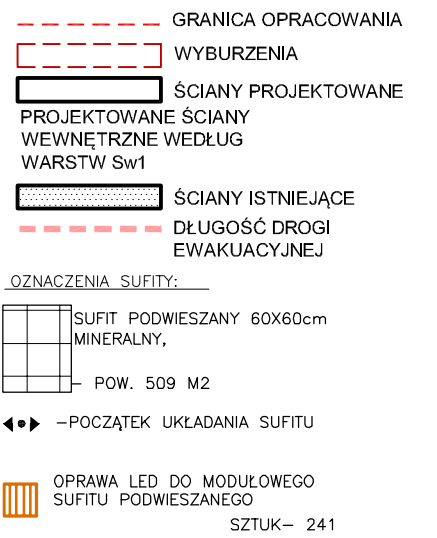 GRANICA OPRACOWANIA
WYBURZENIA
ŚCIANY PROJEKTOWANE
PROJEKTOWANE ŚCIANY
WEWNĘTRZNE WEDŁUG
WARSTW Sw1
ŚCIANY ISTNIEJĄCE
DŁUGOŚĆ DROGI
EWAKUACYJNEJ
OZNACZENIA SUFITY:
SUFIT PODWIESZANY 60X60cm
MINERALNY,
– POW. 509 M2
–POCZĄTEK UKŁADANIA SUFITU
OPRAWA LED DO MODUŁOWEGO
SUFITU PODWIESZANEGO
SZTUK– 241